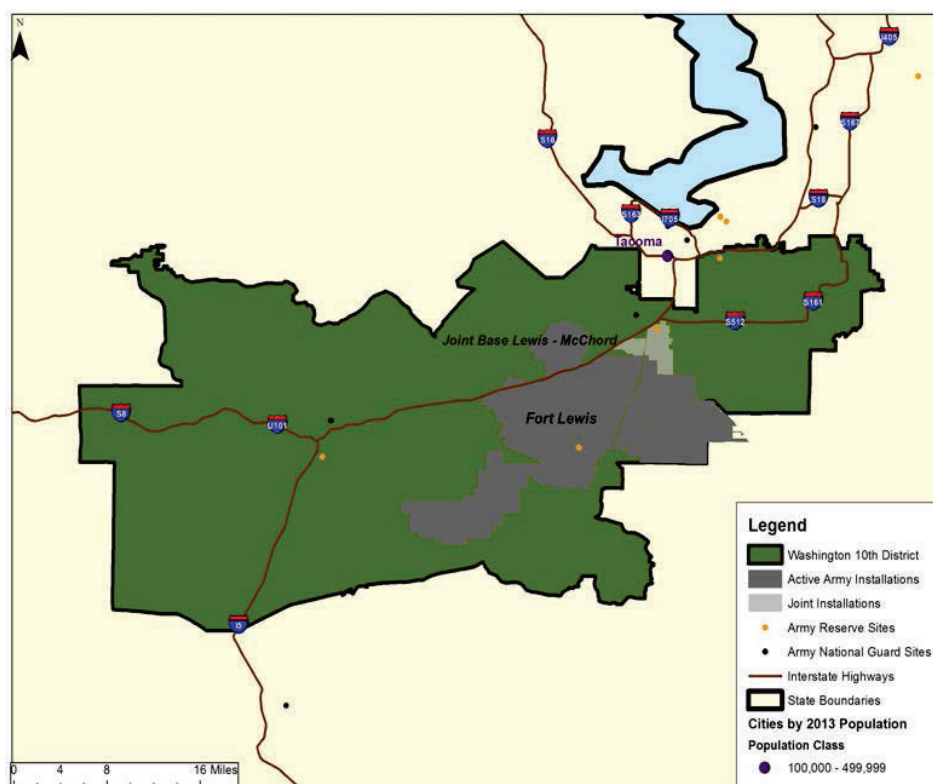 N
I405
S16
S167
S18
S163
I705
Tacoma
S161
S512
Joint Base Lewis - McChord
S8
U101
Fort Lewis
I5
Legend
Washington 10th District
Active Army Installations
Joint Installations
Army Reserve Sites
Army National Guard Sites
Interstate Highways
State Boundaries
Cities by 2013 Population
Population Class
100,000 - 499,999
0 4 8 16 Miles